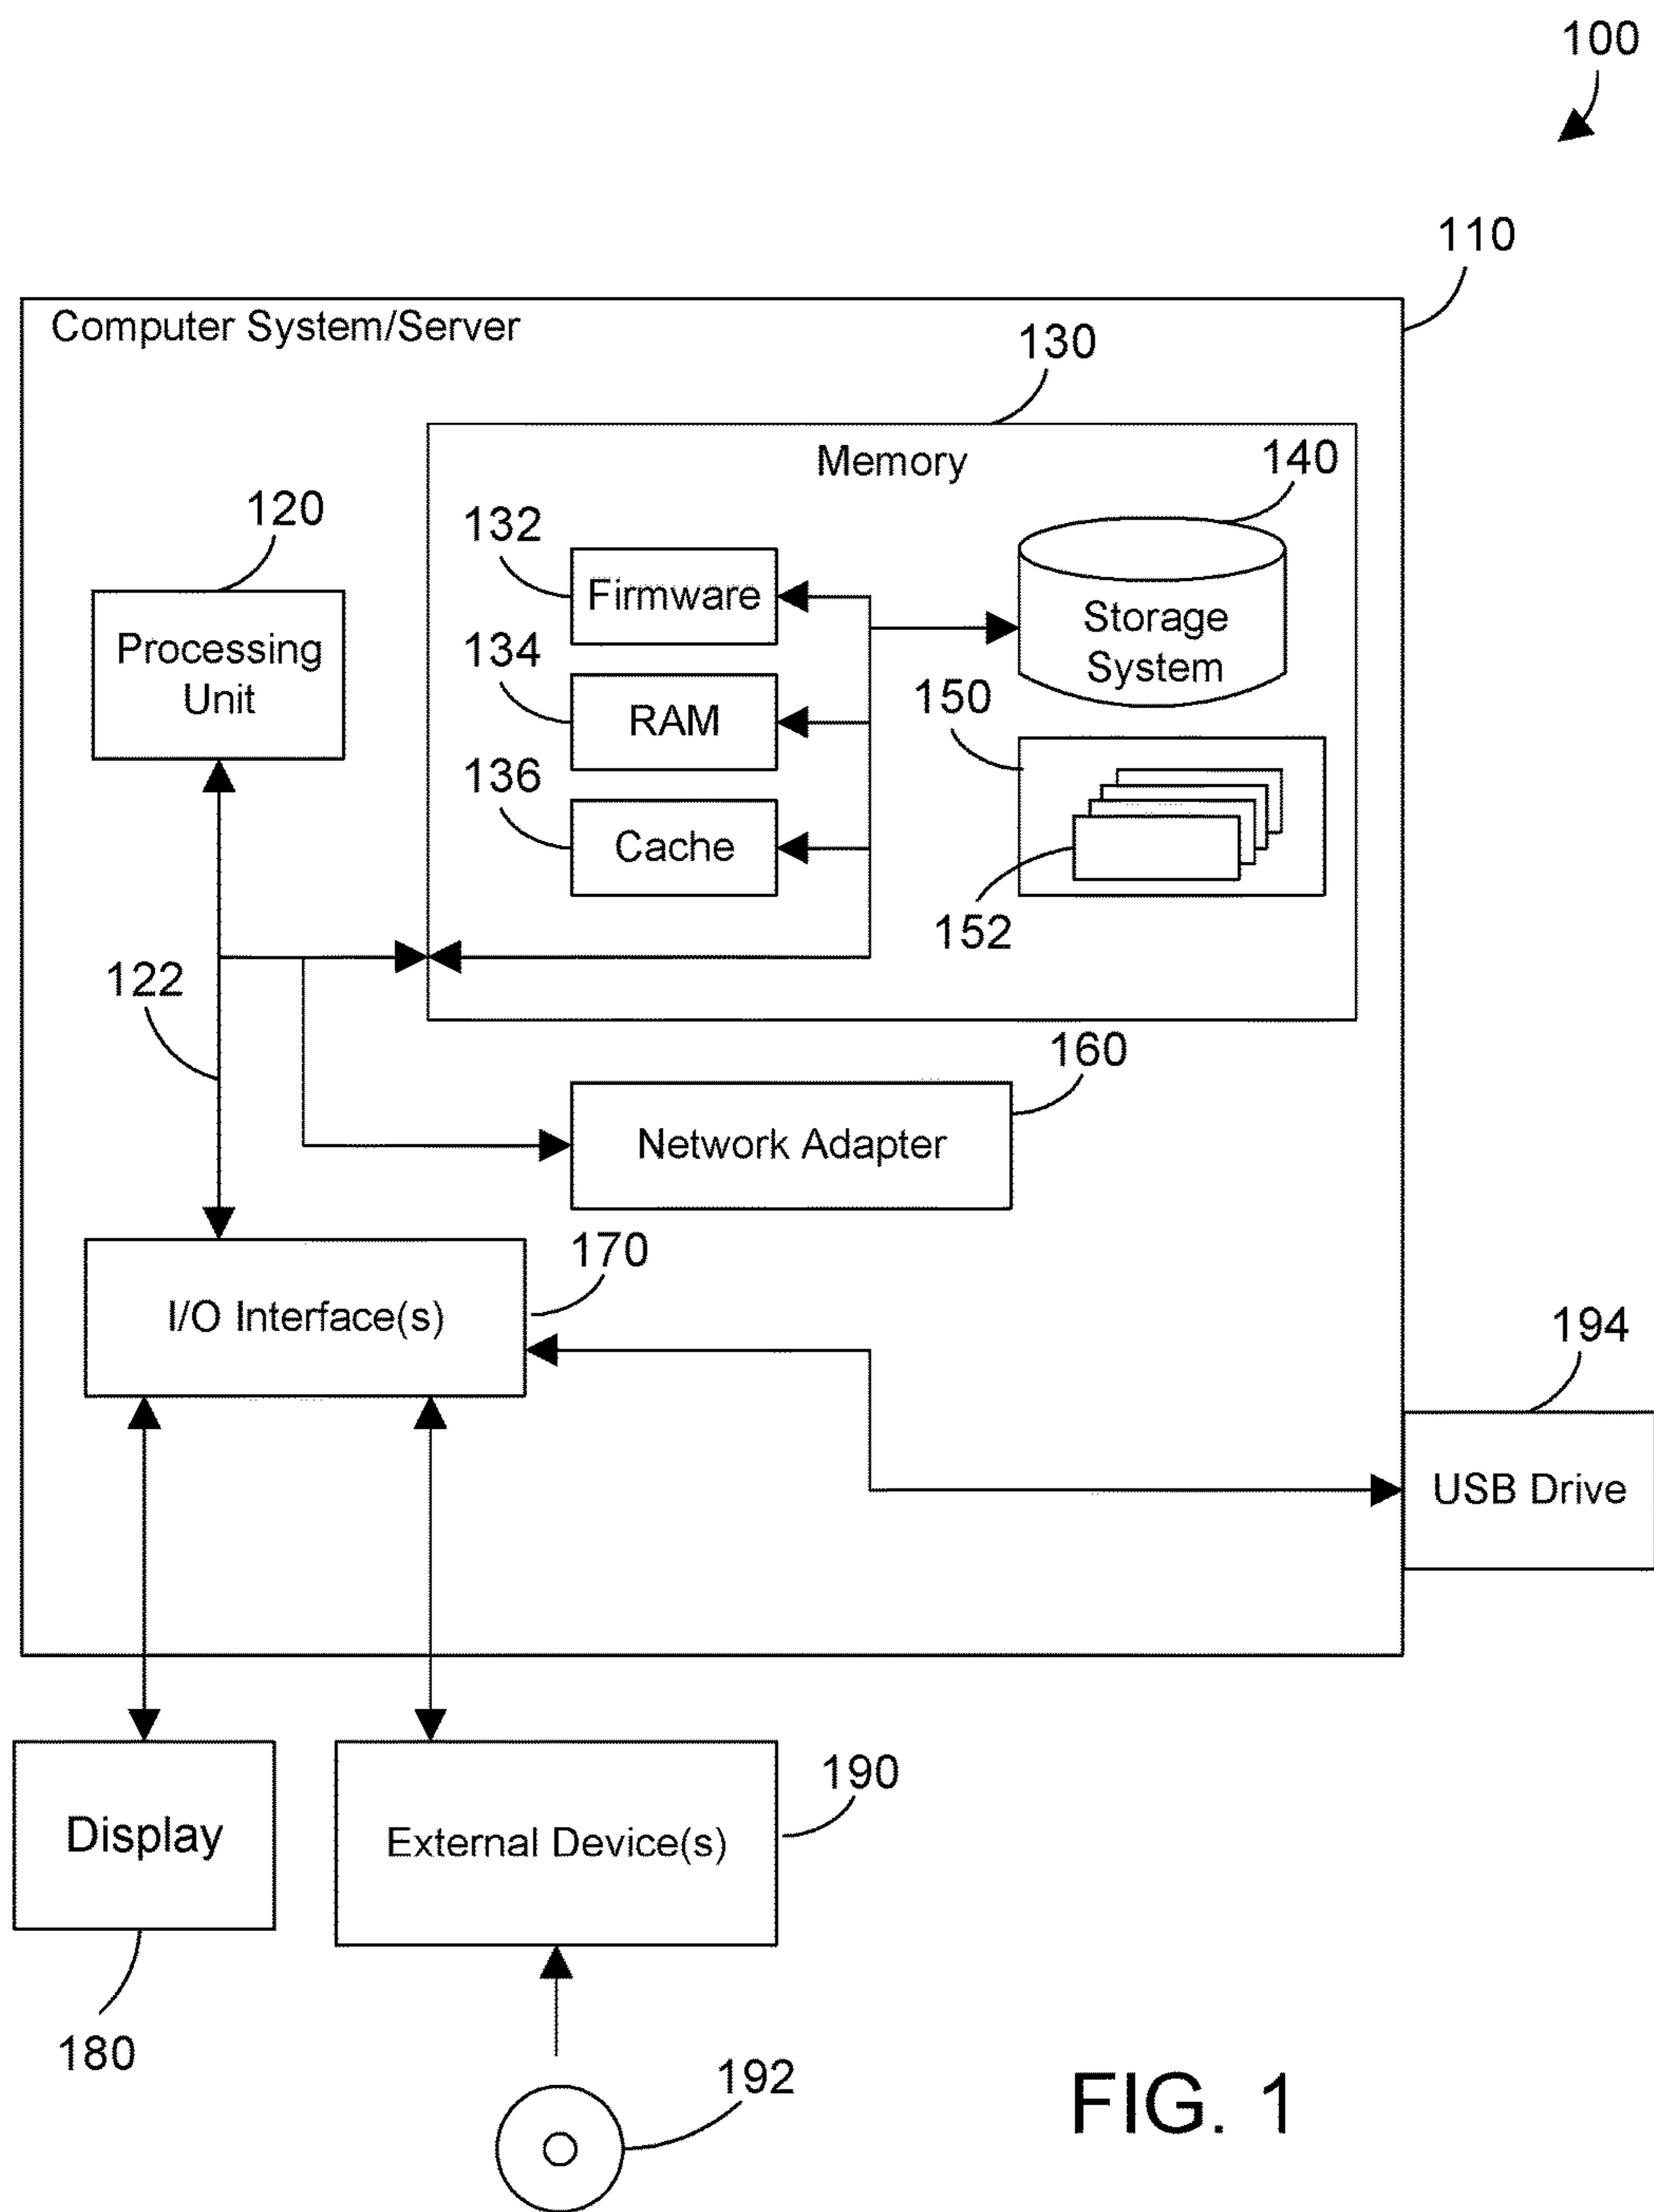 100
110
Computer System/Server
130
Memory
140
120
132
Firmware
Storage
System
Processing
Unit
134
RAM
150
136
Cache
152
122
160
Network Adapter
170
I/O Interface(s)
194
USB Drive
190
Display
External Device(s)
180
192
FIG. 1